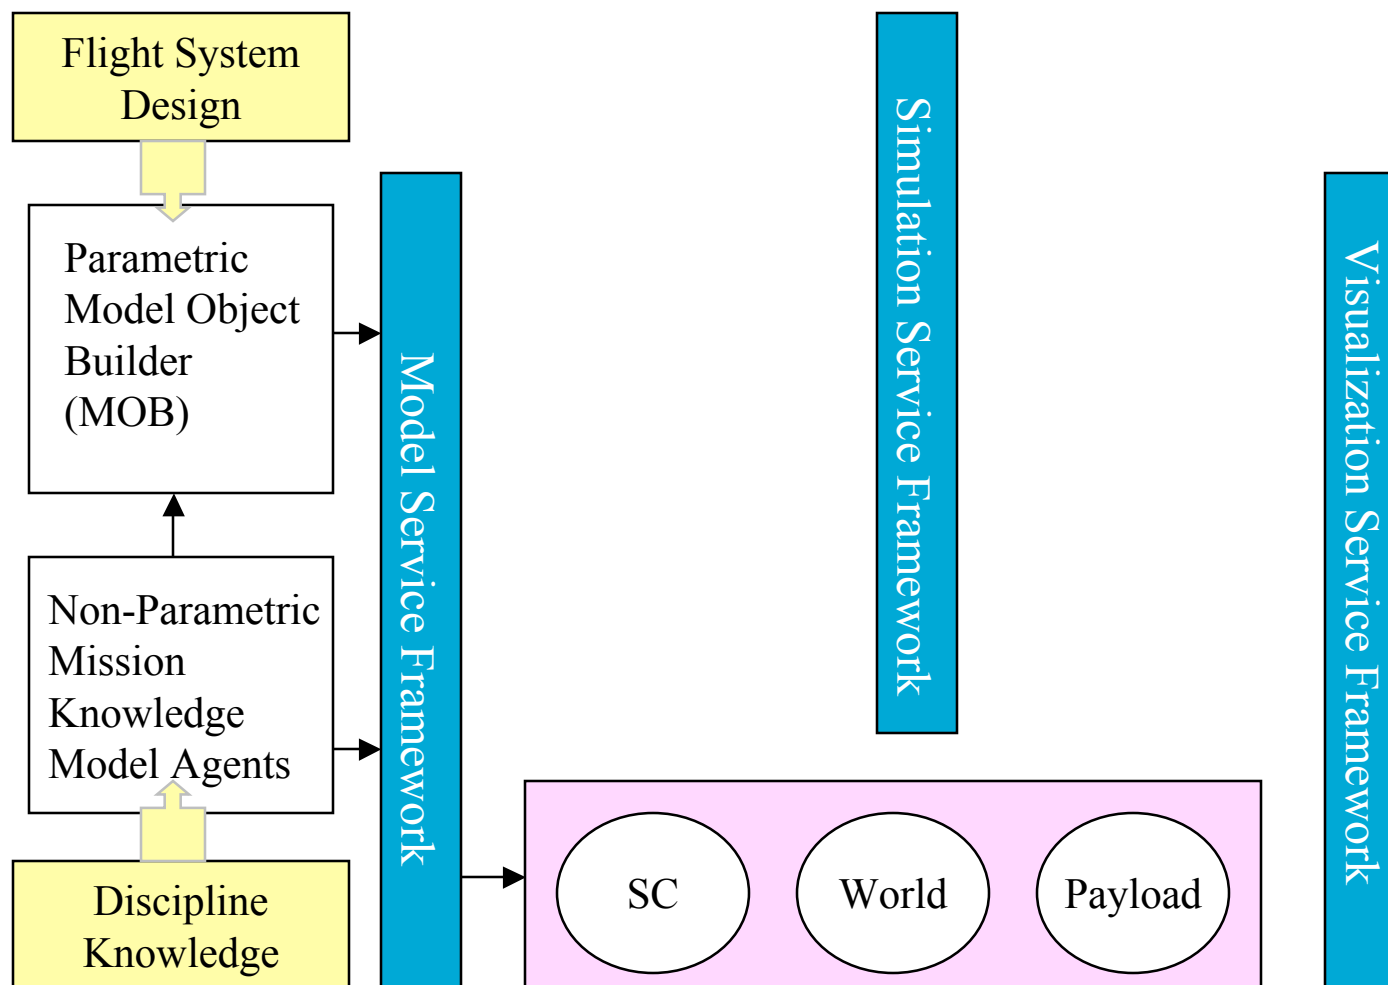 Flight System
Design
Parametric
Model Object
Builder
(MOB)
Non-Parametric
Mission
Knowledge
Model Agents
Discipline
Knowledge
Model Service Framework
Simulation Service Framework
Visualization Service Framework
SC
World
Payload